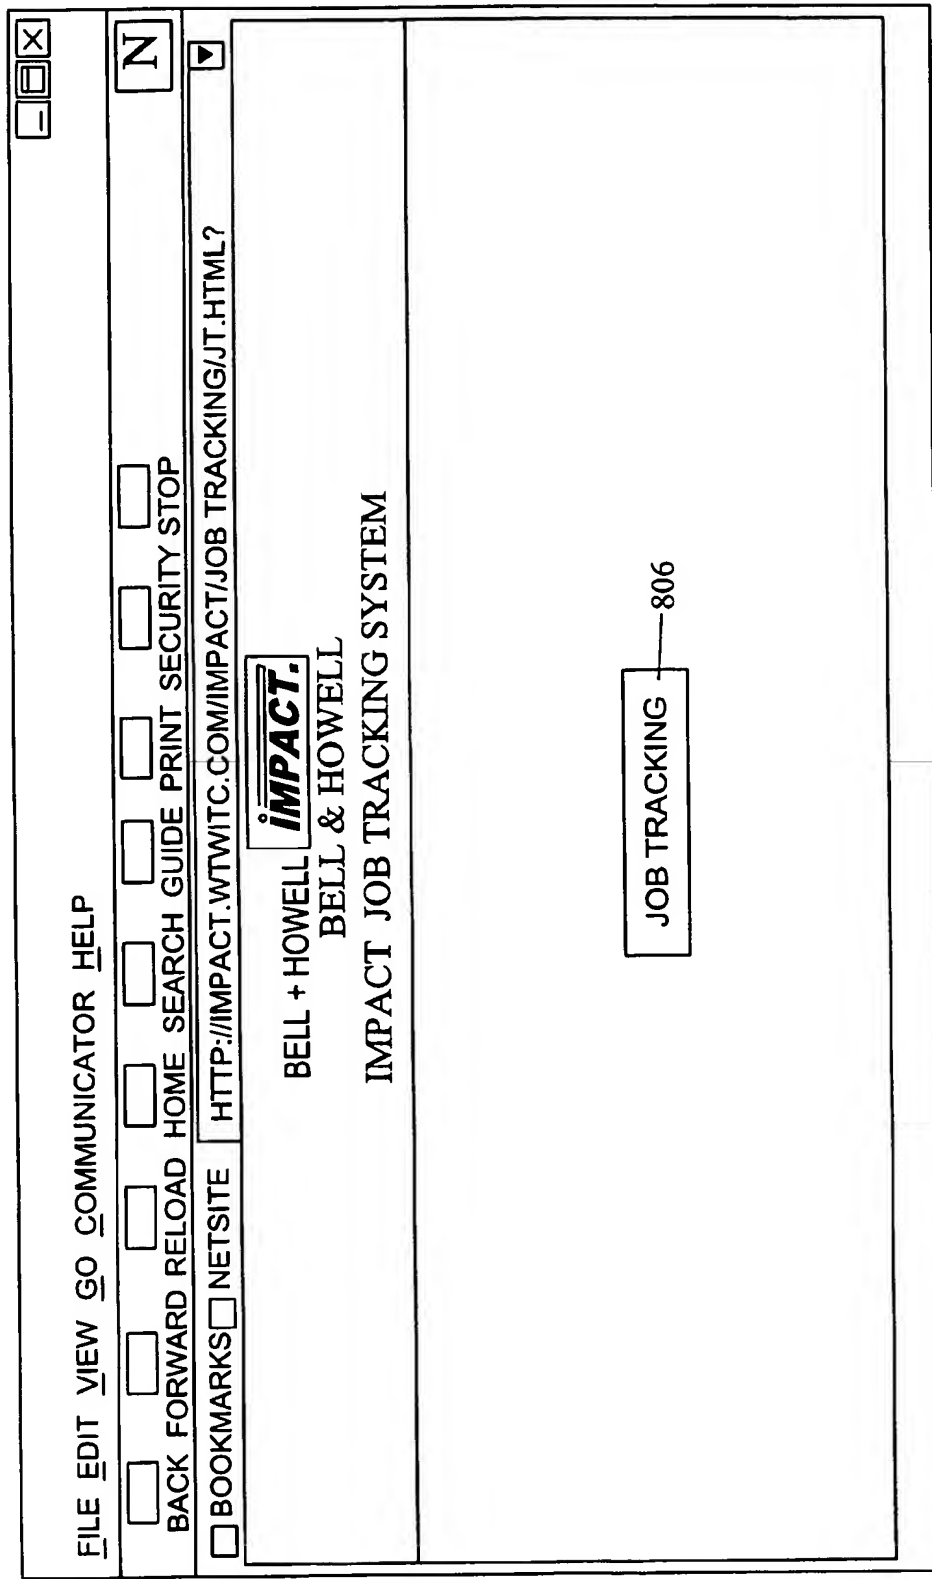 FILE EDIT VIEW GO COMMUNICATOR HELP
N
BACK FORWARD RELOAD HOME SEARCH GUIDE PRINT SECURITY STOP
BOOKMARKS NETSITE HTTP://IMPACT.WTWITC.COM/IMPACT/JOB TRACKING/JT.HTML?
BELL + HOWELL IMPACT.
BELL & HOWELL
IMPACT JOB TRACKING SYSTEM
JOB TRACKING 806